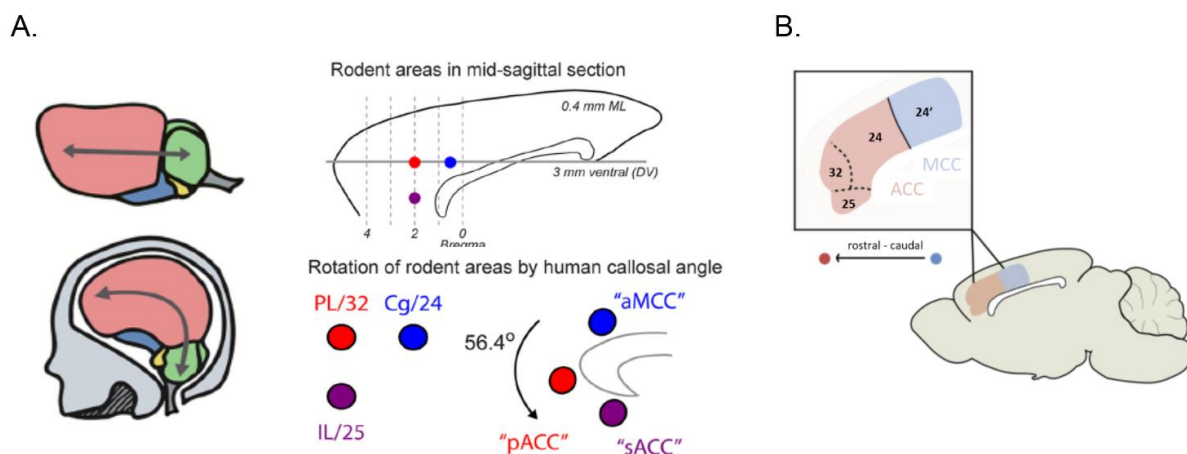 A.
B.
Rodent areas in mid-sagittal section
0.4 mm ML
3 mm ventral (DV)
4 2 0
Bregma
Rotation of rodent areas by human callosal angle
PL/32 Cg/24
IL/25
56.4°
"aMCC"
"pACC"
"sACC"
24'
24
MCC
32
ACC
25
rostral - caudal